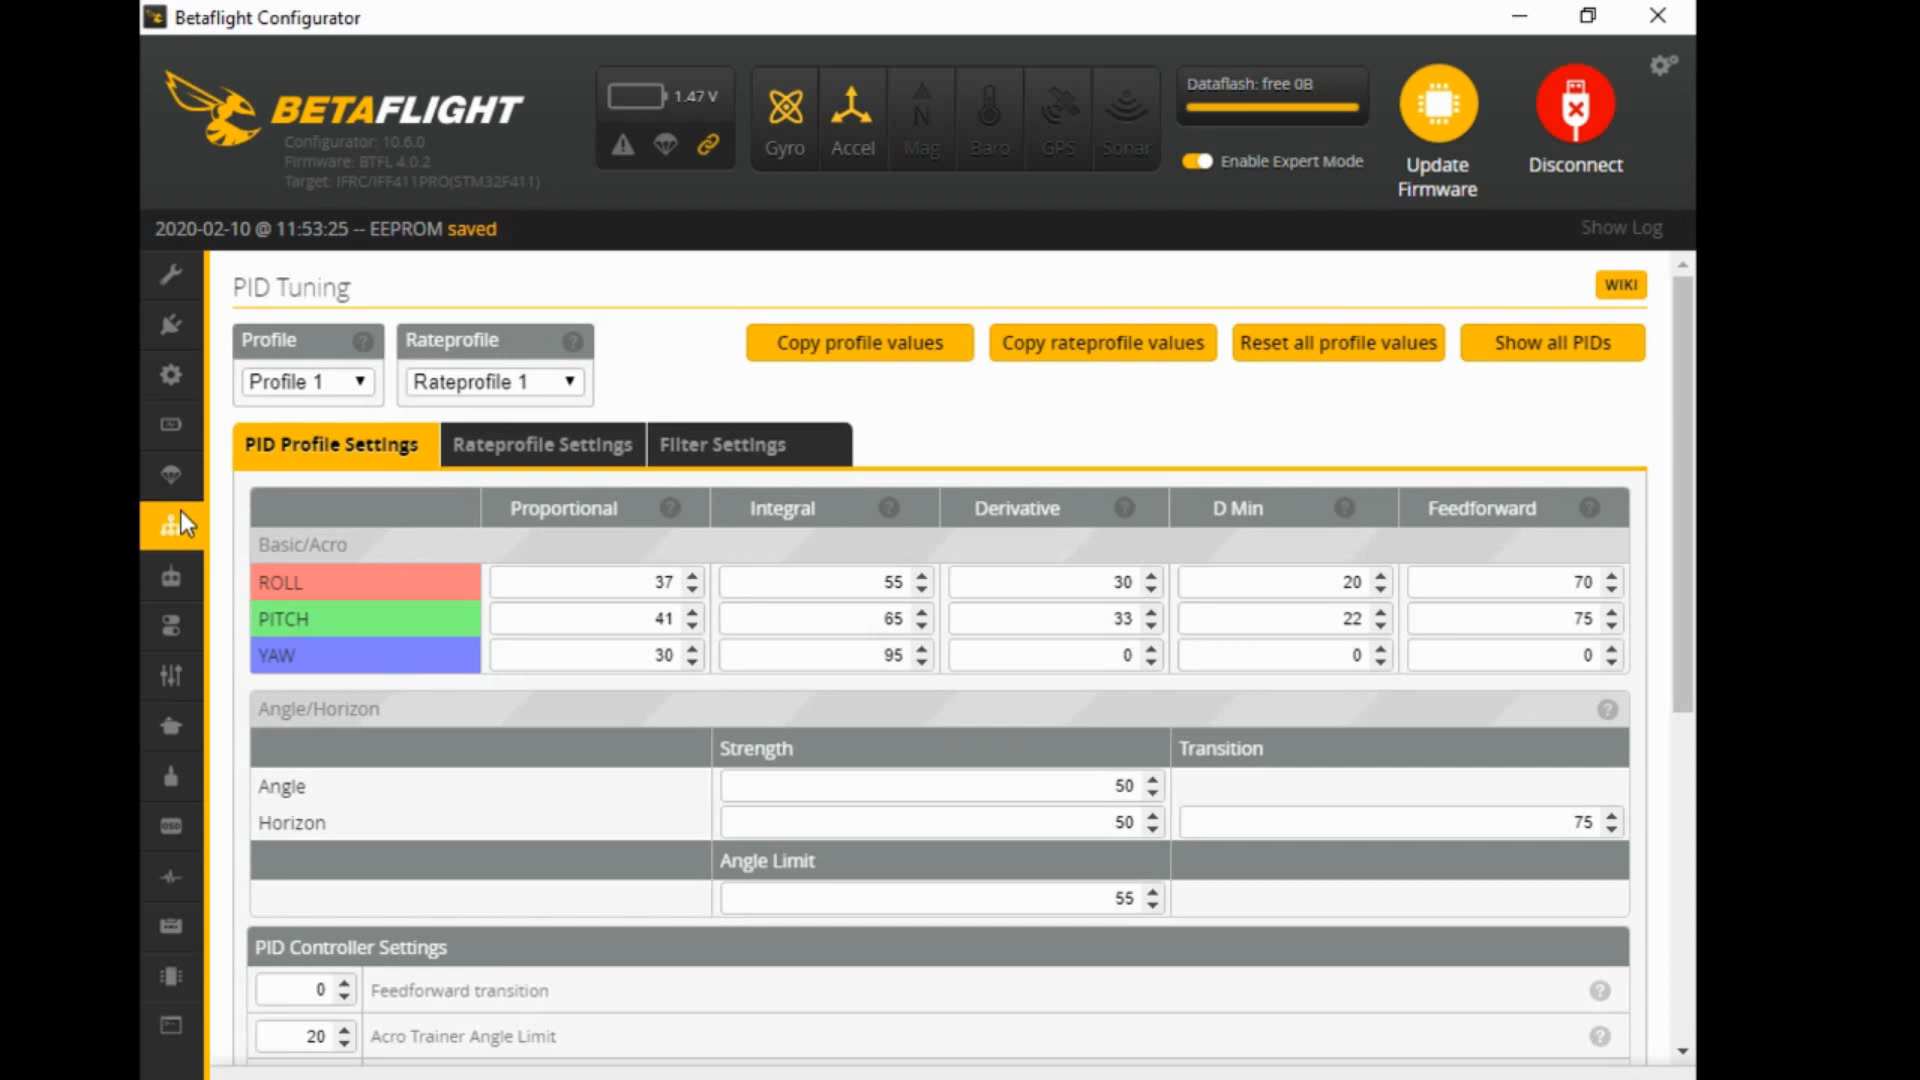 Betaflight Configurator
BETAFLIGHT
Configurator: 10.6.0
Firmware: BTFL 4.0.2
Target: IFRC/IFF411PRO(STM32F411)
1.47 V
Gyro
Accel
Mag
Baro
GPS
Sonar
Dataflash: free 0B
Enable Expert Mode
Update
Firmware
Disconnect
2020-02-10 @ 11:53:25 -- EEPROM saved
Show Log
PID Tuning
WIKI
Profile
Rateprofile
Profile 1
Rateprofile 1
Copy profile values
Copy rateprofile values
Reset all profile values
Show all PIDs
PID Profile Settings
Rateprofile Settings
Filter Settings
Proportional Integral Derivative D Min Feedforward
Basic/Acro
ROLL 37 55 30 20 70
PITCH 41 65 33 22 75
YAW 30 95 0 0 0
Angle/Horizon
Strength Transition
Angle 50
Horizon 50 75
Angle Limit
55
PID Controller Settings
0 Feedforward transition
20 Acro Trainer Angle Limit